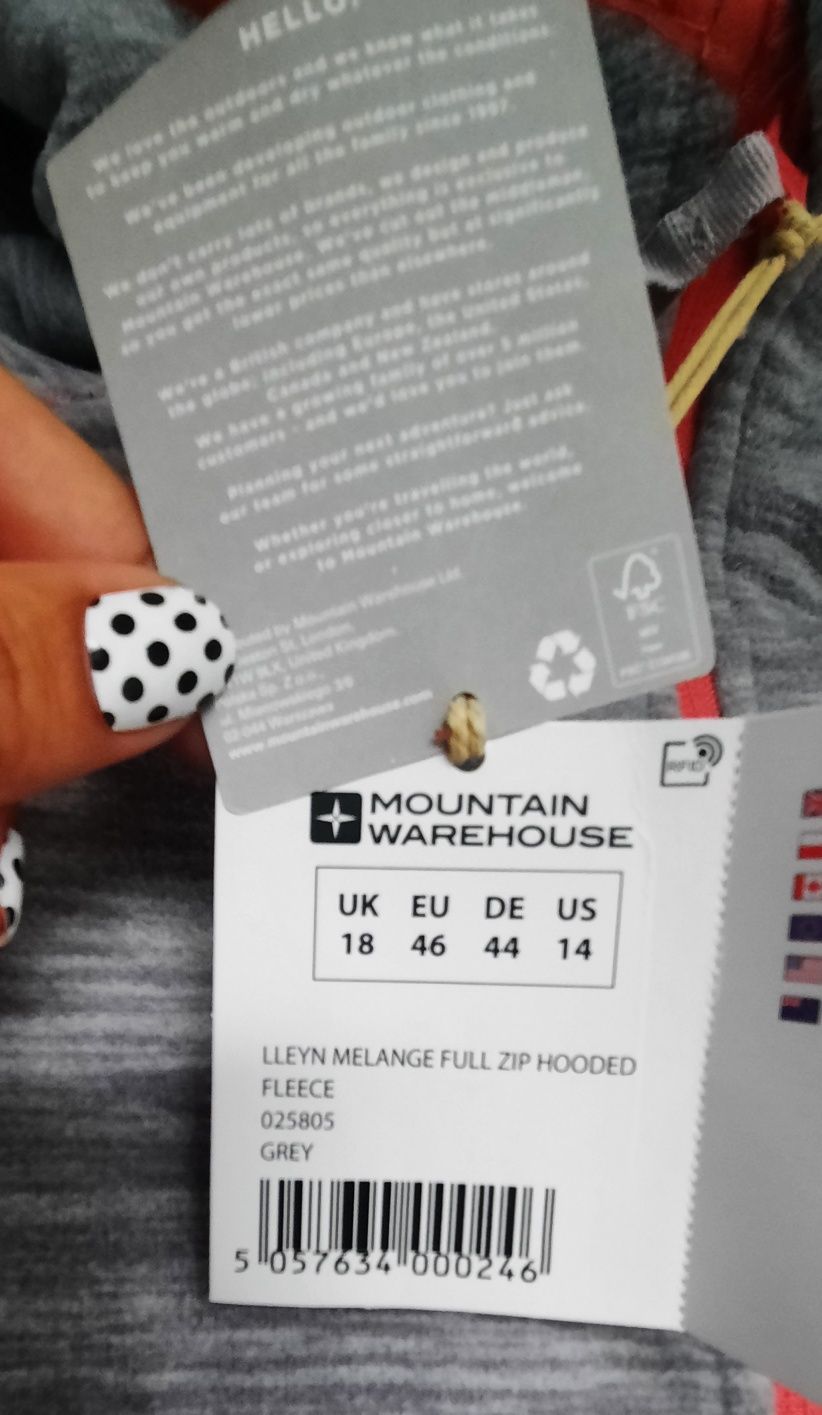 HELLO!
We love the outdoors and we know what it takes
to keep you warm and dry whatever the conditions.
We've been developing outdoor clothing and
equipment for all the family since 1997.
We don't carry lots of brands, we design and produce
our own products, so everything is exclusive to
Mountain Warehouse. We've cut out the middleman,
so you get the exact same quality but at significantly
lower prices than elsewhere.
We're a British company and have stores around
the globe; including Europe, the United States,
Canada and New Zealand.
We have a growing family of over 5 million
customers - and we'd love you to join them.
Planning your next adventure? Just ask
our team for some straightforward advice.
Whether you're travelling the world,
or exploring closer to home, welcome
to Mountain Warehouse.
by Mountain Warehouse Ltd.
St, London,
United Kingdom.
Sp. Z o.o.,
www.mountainwarehouse.com
FSC
RFID
MOUNTAIN
WAREHOUSE
UK EU DE US
18 46 44 14
LLEYN MELANGE FULL ZIP HOODED
FLEECE
025805
GREY
5 057634 000246